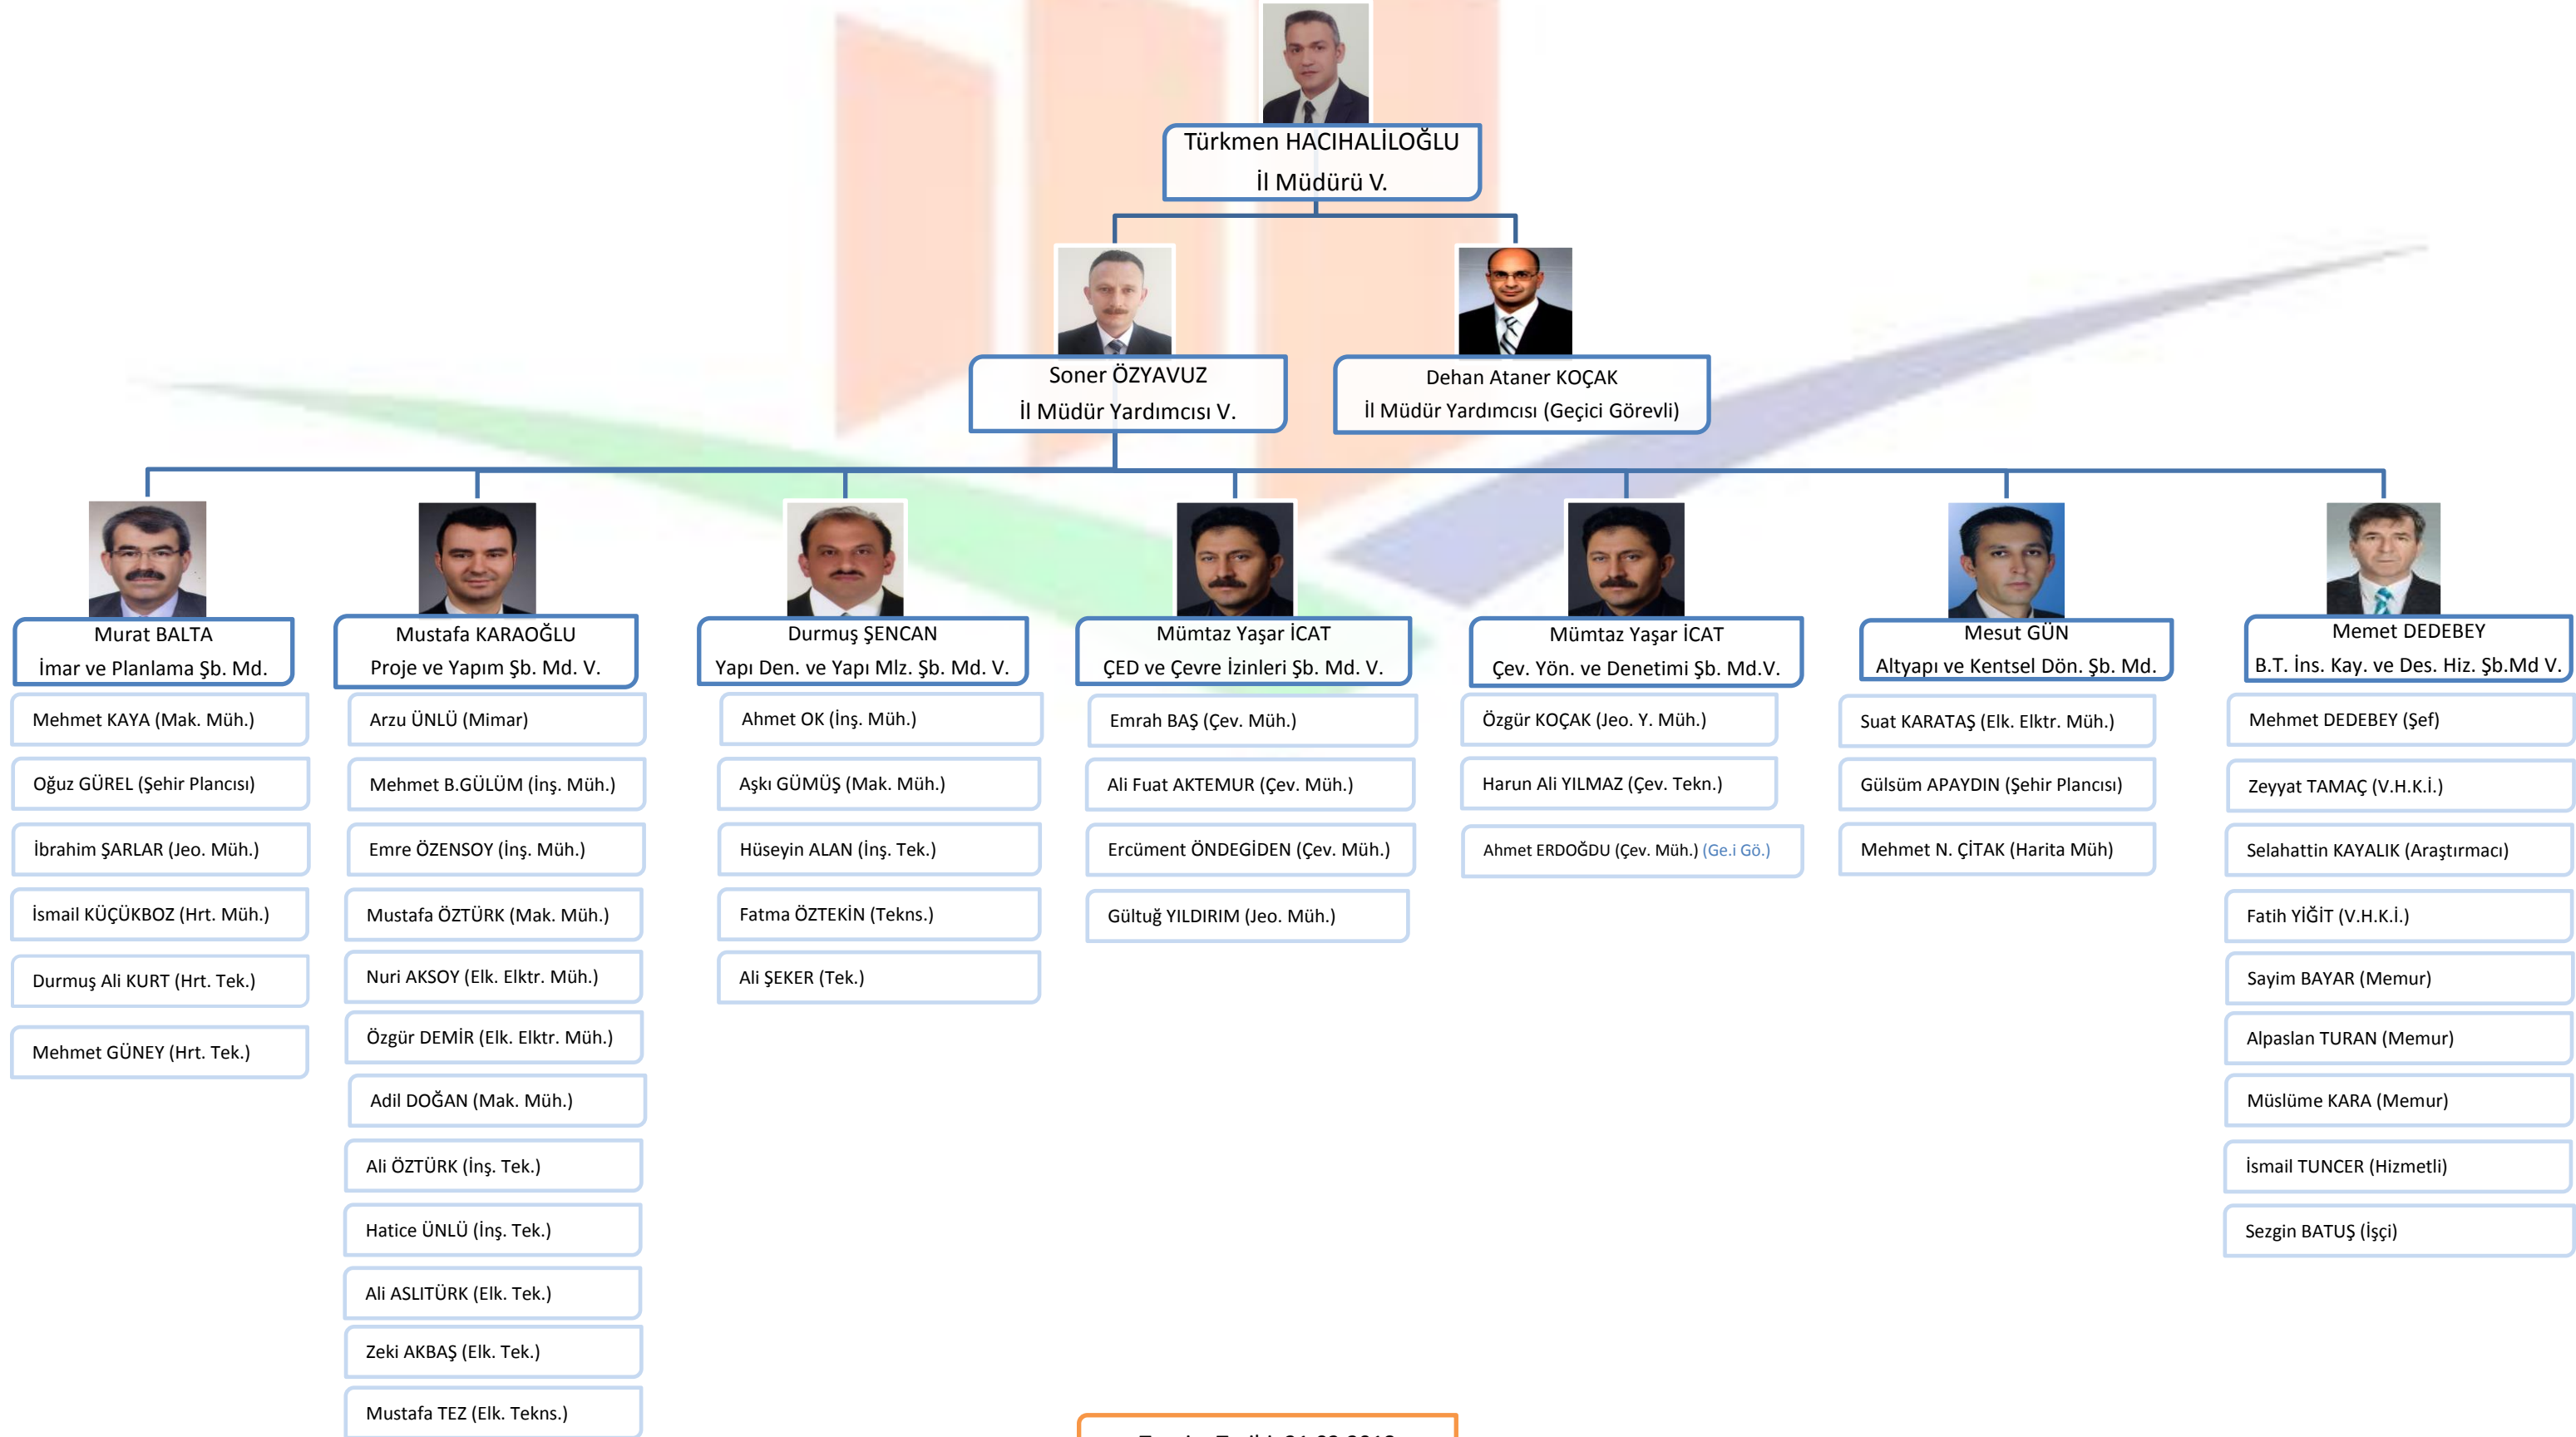 Türkmen HACIHALİLOĞLU
İl Müdürü V.
Soner ÖZYAVUZ
İl Müdür Yardımcısı V.
Dehan Ataner KOÇAK
İl Müdür Yardımcısı (Geçici Görevli)
Murat BALTA
İmar ve Planlama Şb. Md.
Mehmet KAYA (Mak. Müh.)
Oğuz GÜREL (Şehir Plancısı)
İbrahim ŞARLAR (Jeo. Müh.)
İsmail KÜÇÜKBOZ (Hrt. Müh.)
Durmuş Ali KURT (Hrt. Tek.)
Mehmet GÜNEY (Hrt. Tek.)
Mustafa KARAOĞLU
Proje ve Yapım Şb. Md. V.
Arzu ÜNLÜ (Mimar)
Mehmet B.GÜLÜM (İnş. Müh.)
Emre ÖZENSOY (İnş. Müh.)
Mustafa ÖZTÜRK (Mak. Müh.)
Nuri AKSOY (Elk. Elktr. Müh.)
Özgür DEMİR (Elk. Elktr. Müh.)
Adil DOĞAN (Mak. Müh.)
Ali ÖZTÜRK (İnş. Tek.)
Hatice ÜNLÜ (İnş. Tek.)
Ali ASLITÜRK (Elk. Tek.)
Zeki AKBAŞ (Elk. Tek.)
Mustafa TEZ (Elk. Tekns.)
Durmuş ŞENCAN
Yapı Den. ve Yapı Mlz. Şb. Md. V.
Ahmet OK (İnş. Müh.)
Aşkı GÜMÜŞ (Mak. Müh.)
Hüseyin ALAN (İnş. Tek.)
Fatma ÖZTEKİN (Tekns.)
Ali ŞEKER (Tek.)
Mümtaz Yaşar İCAT
ÇED ve Çevre İzinleri Şb. Md. V.
Emrah BAŞ (Çev. Müh.)
Ali Fuat AKTEMUR (Çev. Müh.)
Ercüment ÖNDEGİDEN (Çev. Müh.)
Gültuğ YILDIRIM (Jeo. Müh.)
Mümtaz Yaşar İCAT
Çev. Yön. ve Denetimi Şb. Md.V.
Özgür KOÇAK (Jeo. Y. Müh.)
Harun Ali YILMAZ (Çev. Tekn.)
Ahmet ERDOĞDU (Çev. Müh.) (Ge.i Gö.)
Mesut GÜN
Altyapı ve Kentsel Dön. Şb. Md.
Suat KARATAŞ (Elk. Elktr. Müh.)
Gülsüm APAYDIN (Şehir Plancısı)
Mehmet N. ÇİTAK (Harita Müh)
Memet DEDEBEY
B.T. İns. Kay. ve Des. Hiz. Şb.Md V.
Mehmet DEDEBEY (Şef)
Zeyyat TAMAÇ (V.H.K.İ.)
Selahattin KAYALIK (Araştırmacı)
Fatih YİĞİT (V.H.K.İ.)
Sayim BAYAR (Memur)
Alpaslan TURAN (Memur)
Müslüme KARA (Memur)
İsmail TUNCER (Hizmetli)
Sezgin BATUŞ (İşçi)